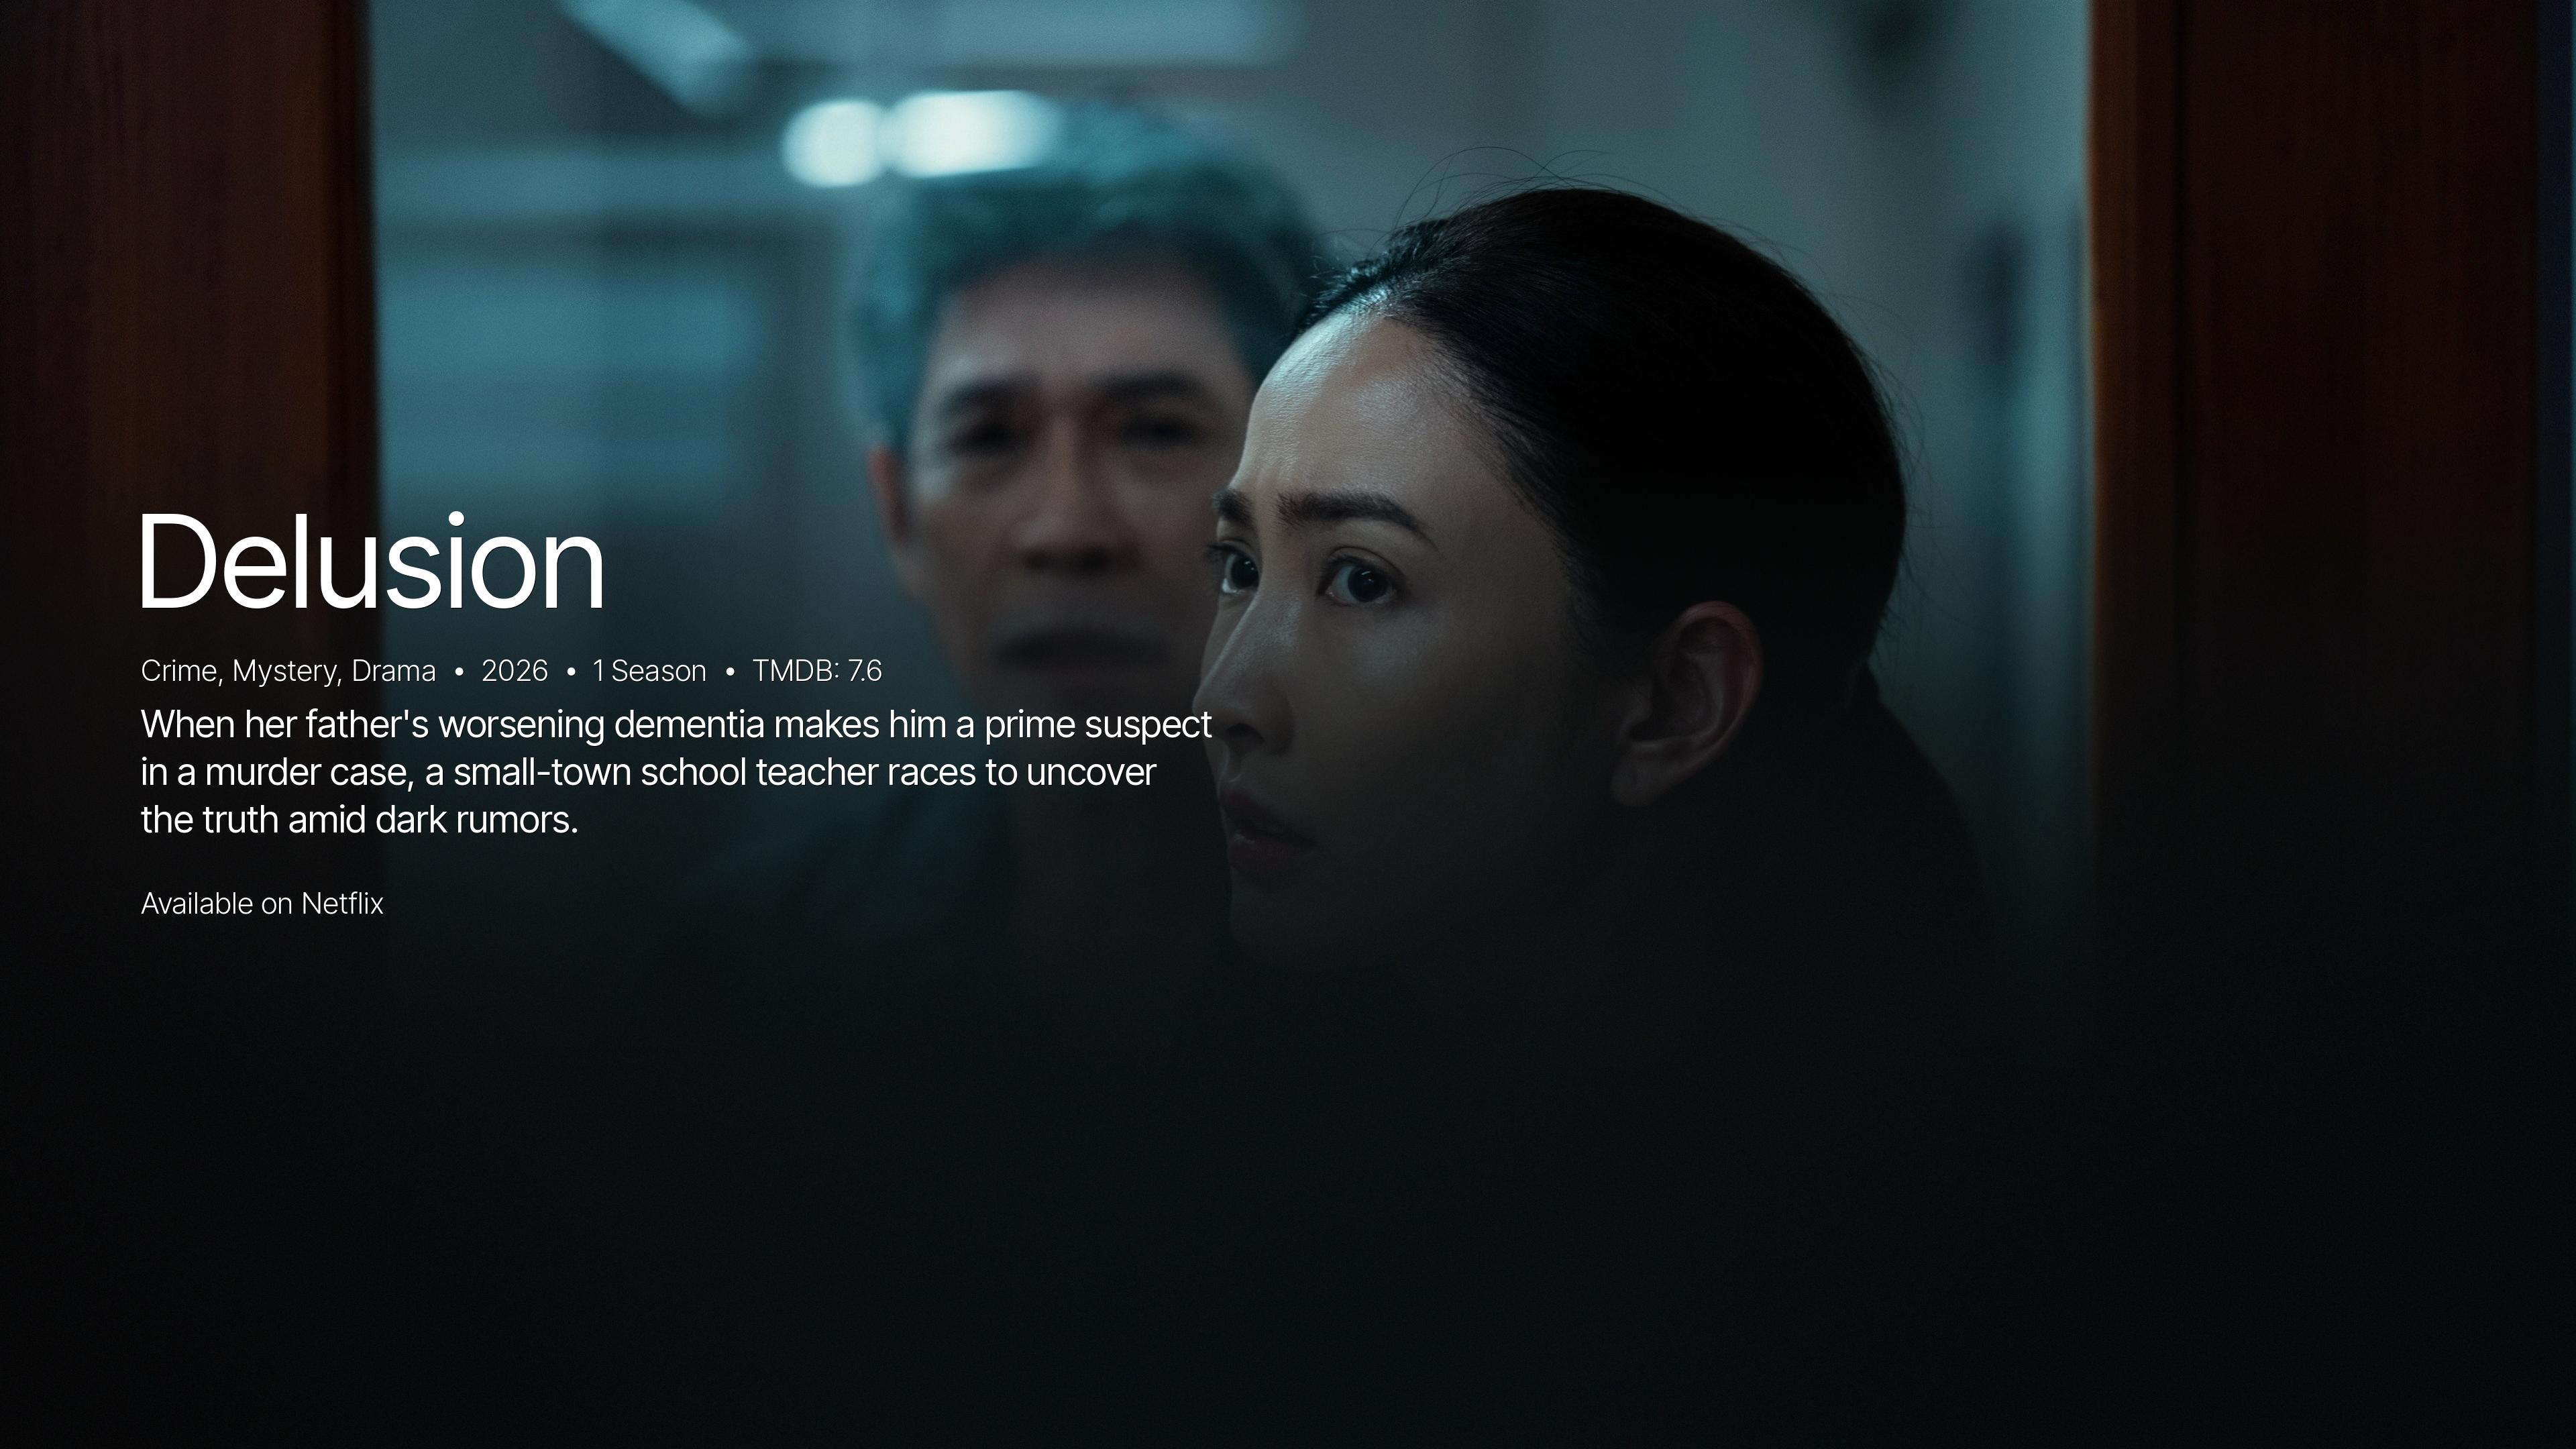 Delusion
Crime, Mystery, Drama • 2026 • 1 Season • TMDB: 7.6
When her father's worsening dementia makes him a prime suspect
in a murder case, a small-town school teacher races to uncover
the truth amid dark rumors.
Available on Netflix